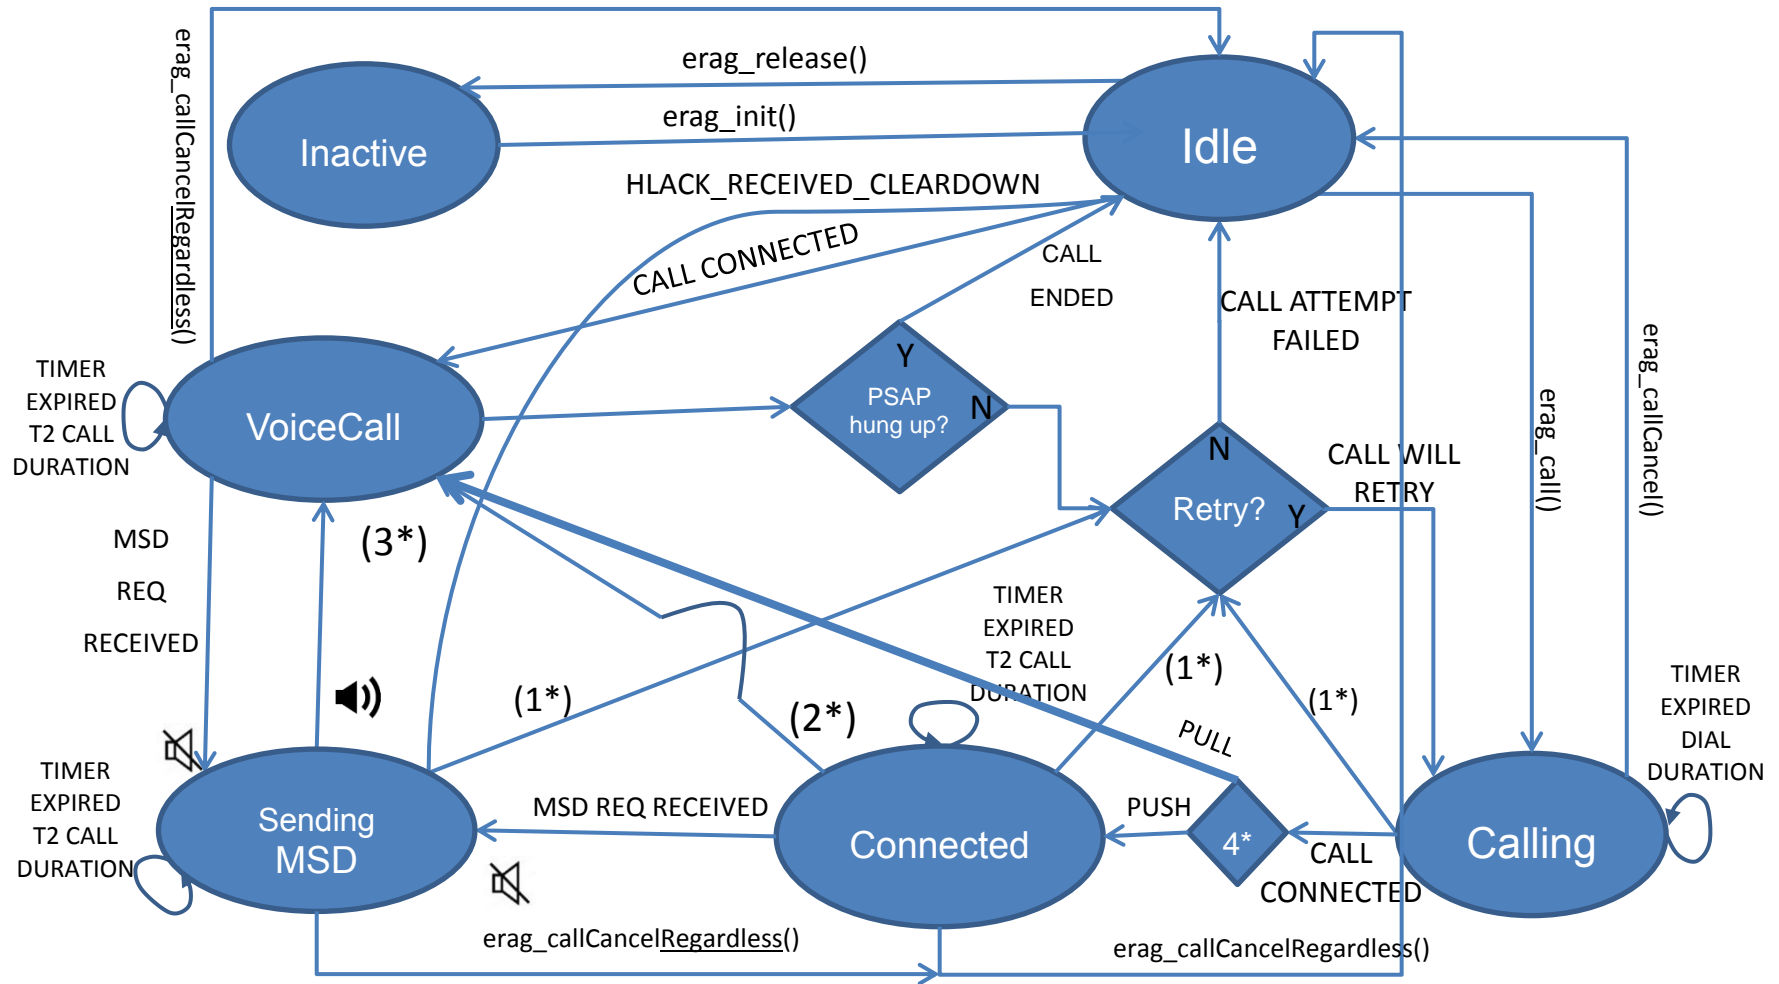 erag_release()
erag_init()
Inactive
Idle
erag_callCancelRegardless()
HLACK_RECEIVED_CLEARDOWN
CALL CONNECTED
CALL
ENDED
CALL ATTEMPT
FAILED
erag_callCancel()
erag_call()
TIMER
EXPIRED
T2 CALL
DURATION
VoiceCall
Y
PSAP
hung up?
N
N
Retry?
Y
CALL WILL
RETRY
MSD
REQ
RECEIVED
(3*)
TIMER
EXPIRED
T2 CALL
DURATION
(1*)
(2*)
(1*)
(1*)
PULL
TIMER
EXPIRED
DIAL
DURATION
TIMER
EXPIRED
T2 CALL
DURATION
Sending
MSD
MSD REQ RECEIVED
Connected
PUSH
4*
CALL
CONNECTED
Calling
erag_callCancelRegardless()
erag_callCancelRegardless()